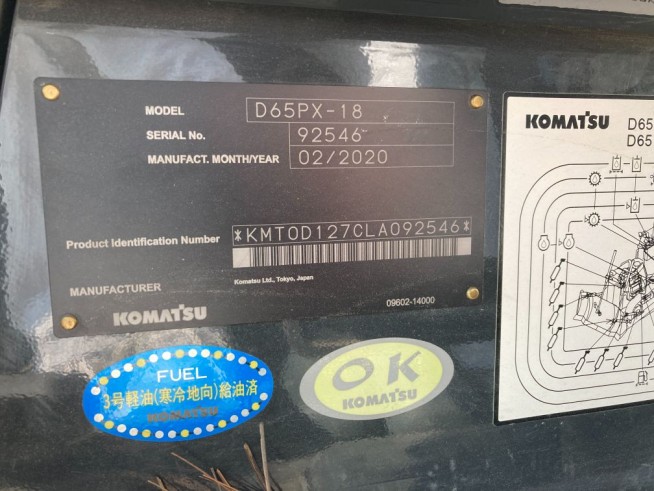 MODEL D65PX-18
SERIAL No. 92546
MANUFACT. MONTH/YEAR 02/2020
Product Identification Number *KMT0D127CLA092546*
Komatsu Ltd., Tokyo, Japan
MANUFACTURER
09602-14000
KOMATSU
FUEL
3号軽油(寒冷地向)給油済
KOMATSU
OK
KOMATSU
KOMATSU D65
D65